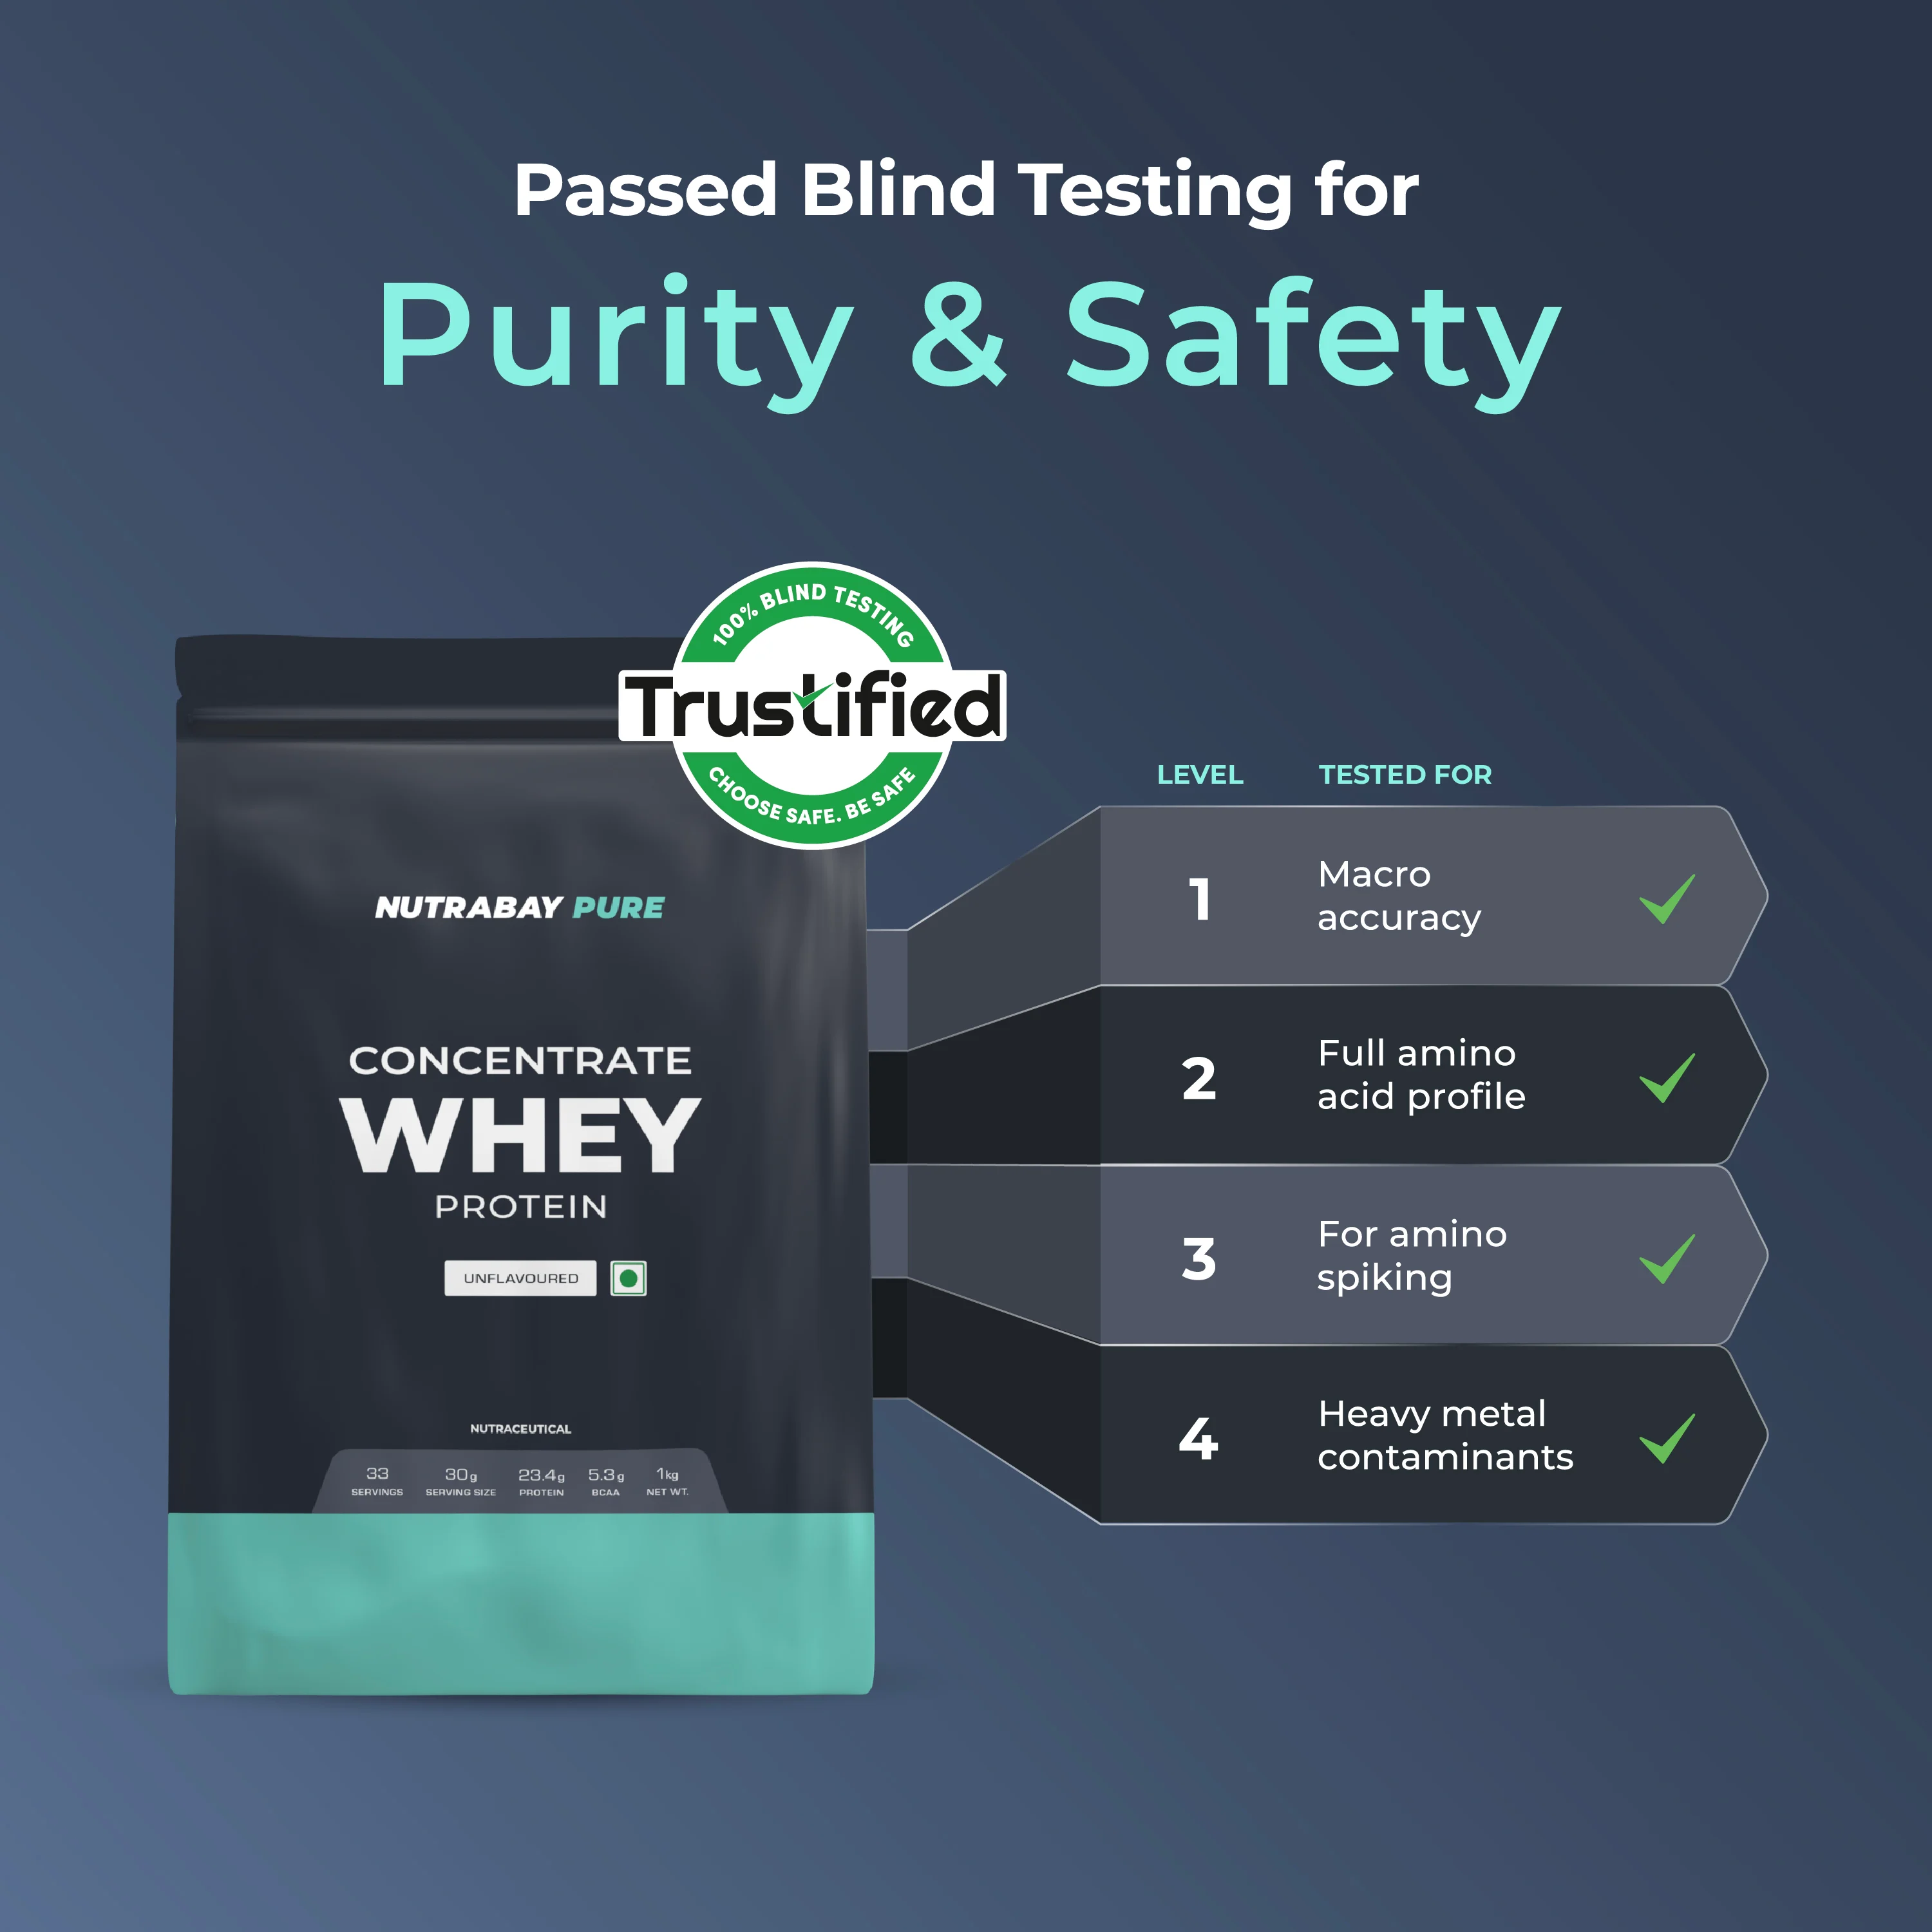 Passed Blind Testing for
Purity & Safety
100% BLIND TESTING
Trustified
CHOOSE SAFE. BE SAFE
NUTRABAY PURE
CONCENTRATE
WHEY
PROTEIN
UNFLAVOURED
NUTRACEUTICAL
33 30g 23.4g 5.3g 1kg
SERVINGS SERVING SIZE PROTEIN BCAA NET WT.
LEVEL TESTED FOR
1 Macro
accuracy
2 Full amino
acid profile
3 For amino
spiking
4 Heavy metal
contaminants